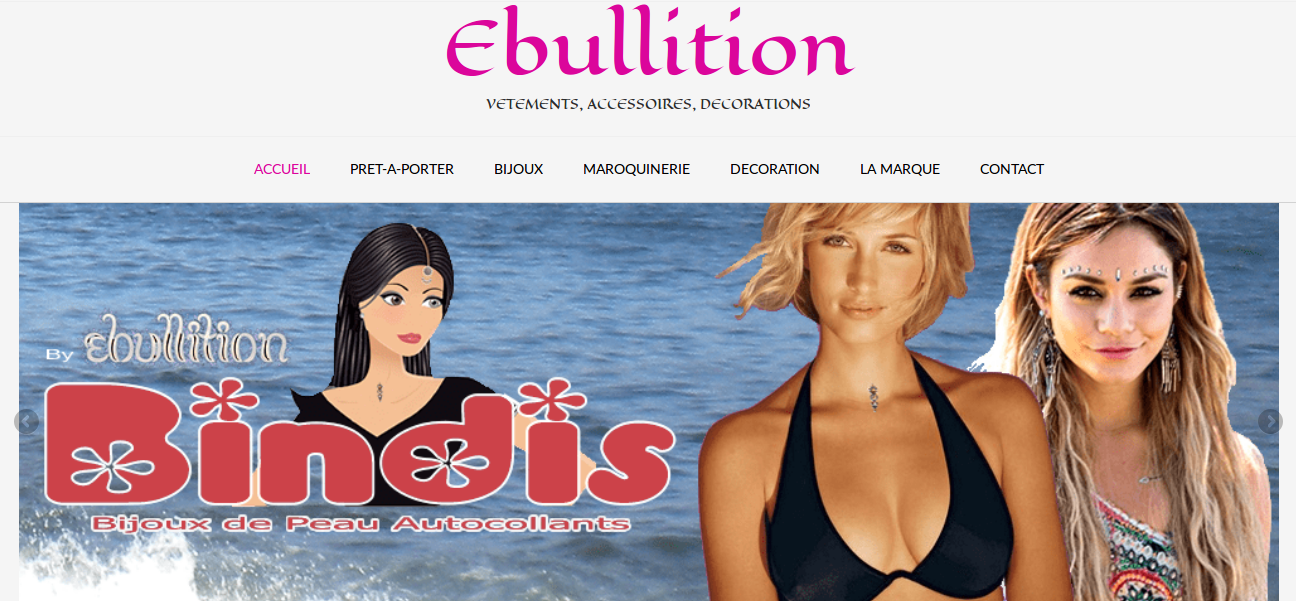 Ebullition
VETEMENTS, ACCESSOIRES, DECORATIONS
ACCUEIL PRET-A-PORTER BIJOUX MAROQUINERIE DECORATION LA MARQUE CONTACT
By ebullition
Bindis
Bijoux de Peau Autocollants